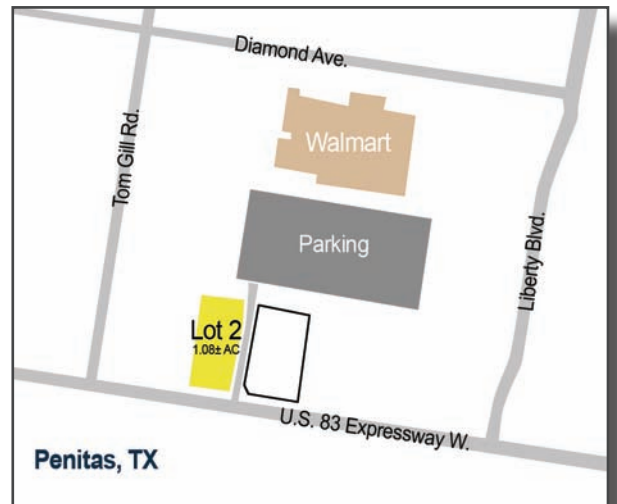 Diamond Ave.
Walmart
Tom Gill Rd.
Parking
Liberty Blvd.
Lot 2
1.08± AC
U.S. 83 Expressway W.
Penitas, TX